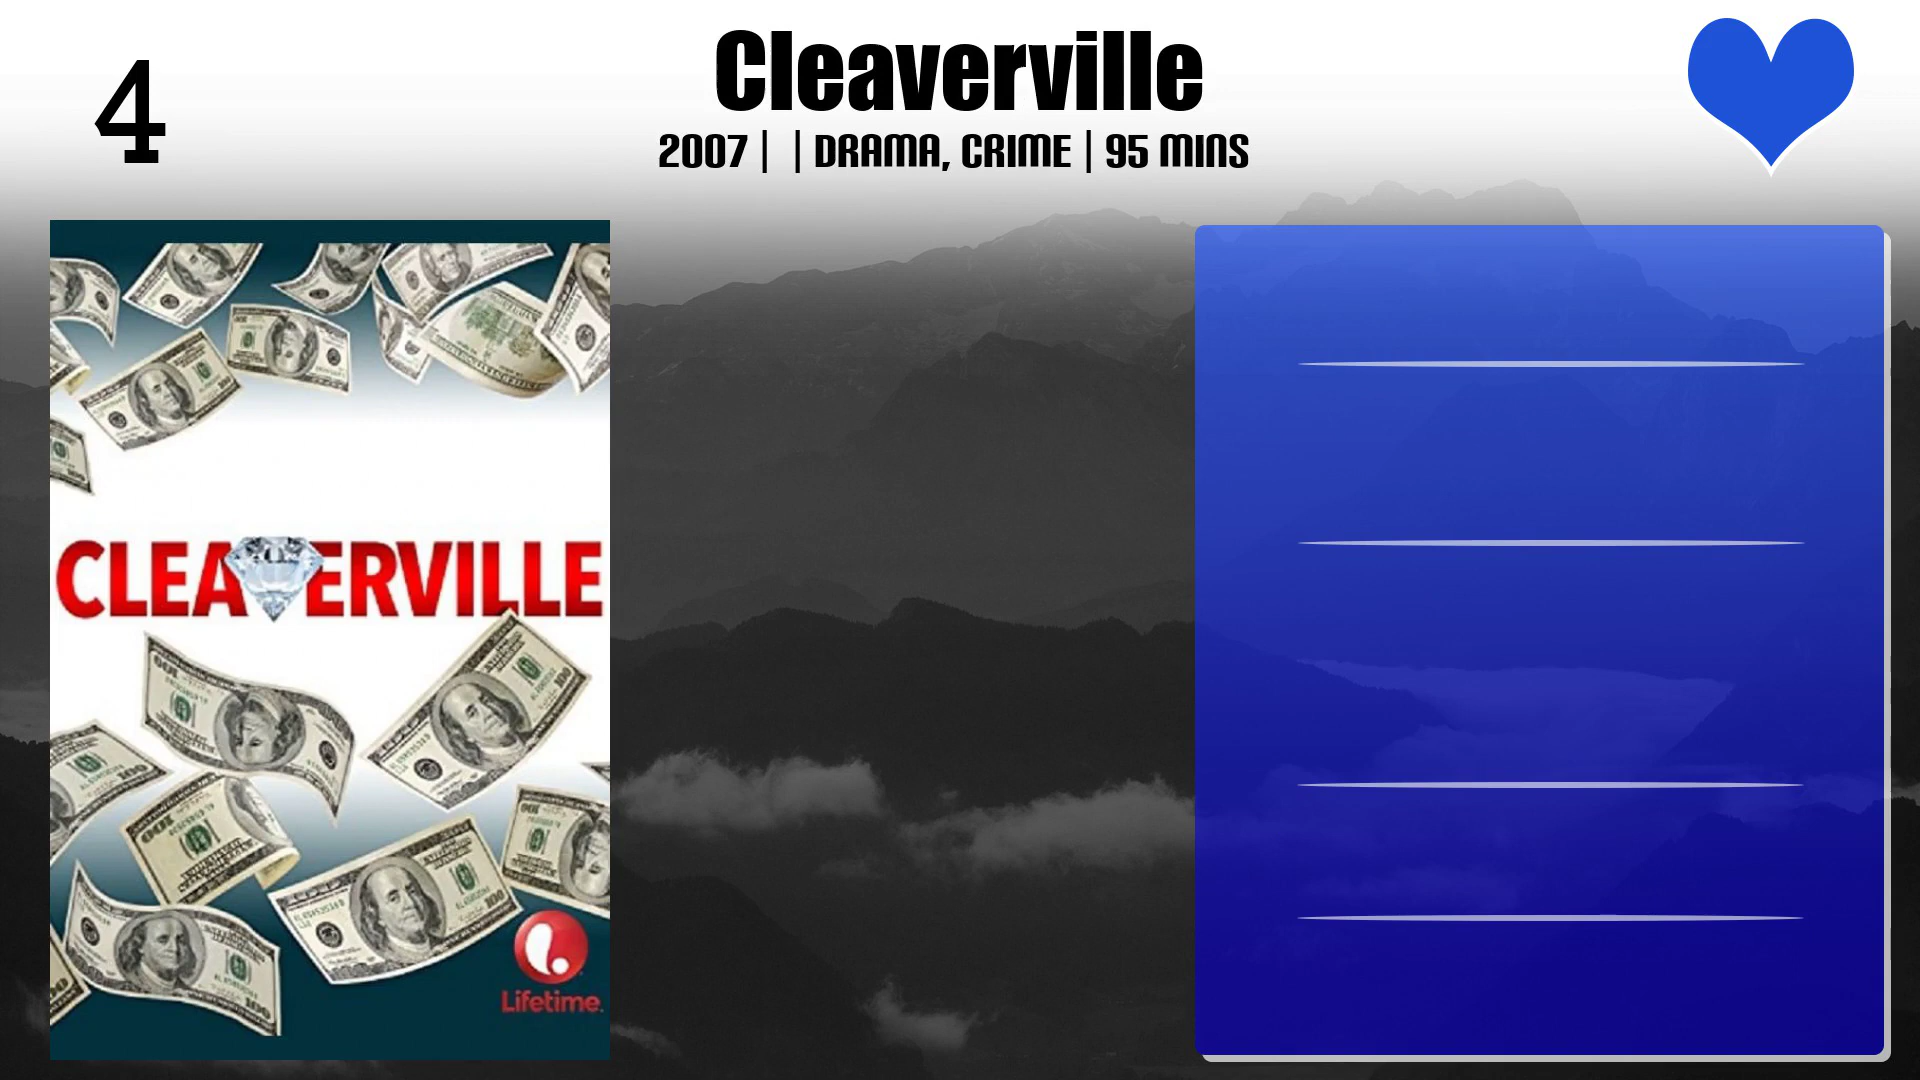 4
Cleaverville
2007 | | DRAMA, CRIME | 95 MINS
CLEAVERVILLE
Lifetime